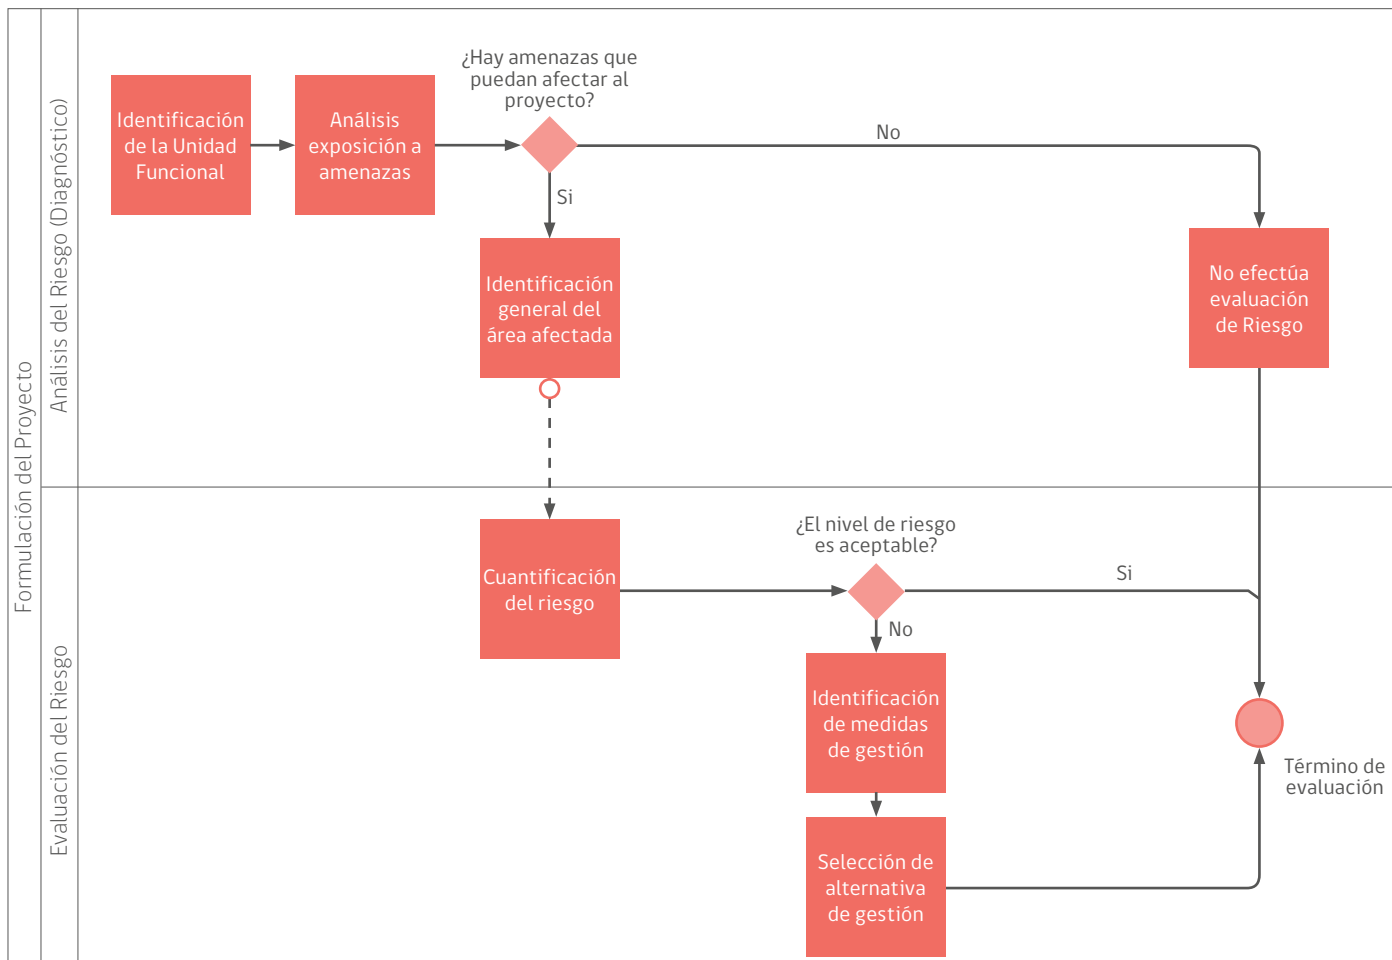 Formulación del Proyecto
Análisis del Riesgo (Diagnóstico)
¿Hay amenazas que
puedan afectar al
proyecto?
Identificación
de la Unidad
Funcional
Análisis
exposición a
amenazas
No
Si
Identificación
general del
área afectada
No efectúa
evaluación
de Riesgo
Evaluación del Riesgo
¿El nivel de riesgo
es aceptable?
Cuantificación
del riesgo
Si
No
Identificación
de medidas
de gestión
Término de
evaluación
Selección de
alternativa
de gestión